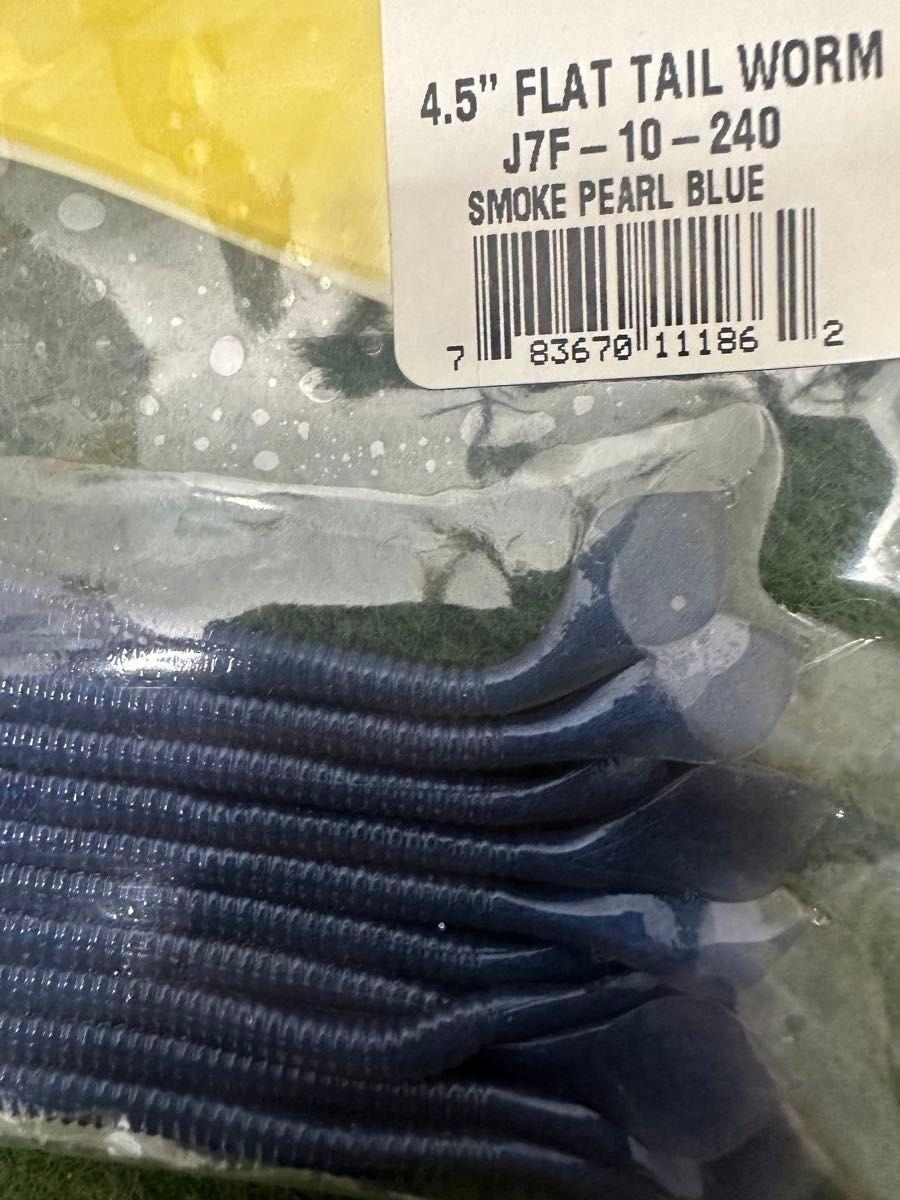 4.5” FLAT TAIL WORM
J7F – 10 – 240
SMOKE PEARL BLUE
7 83670 11186 2